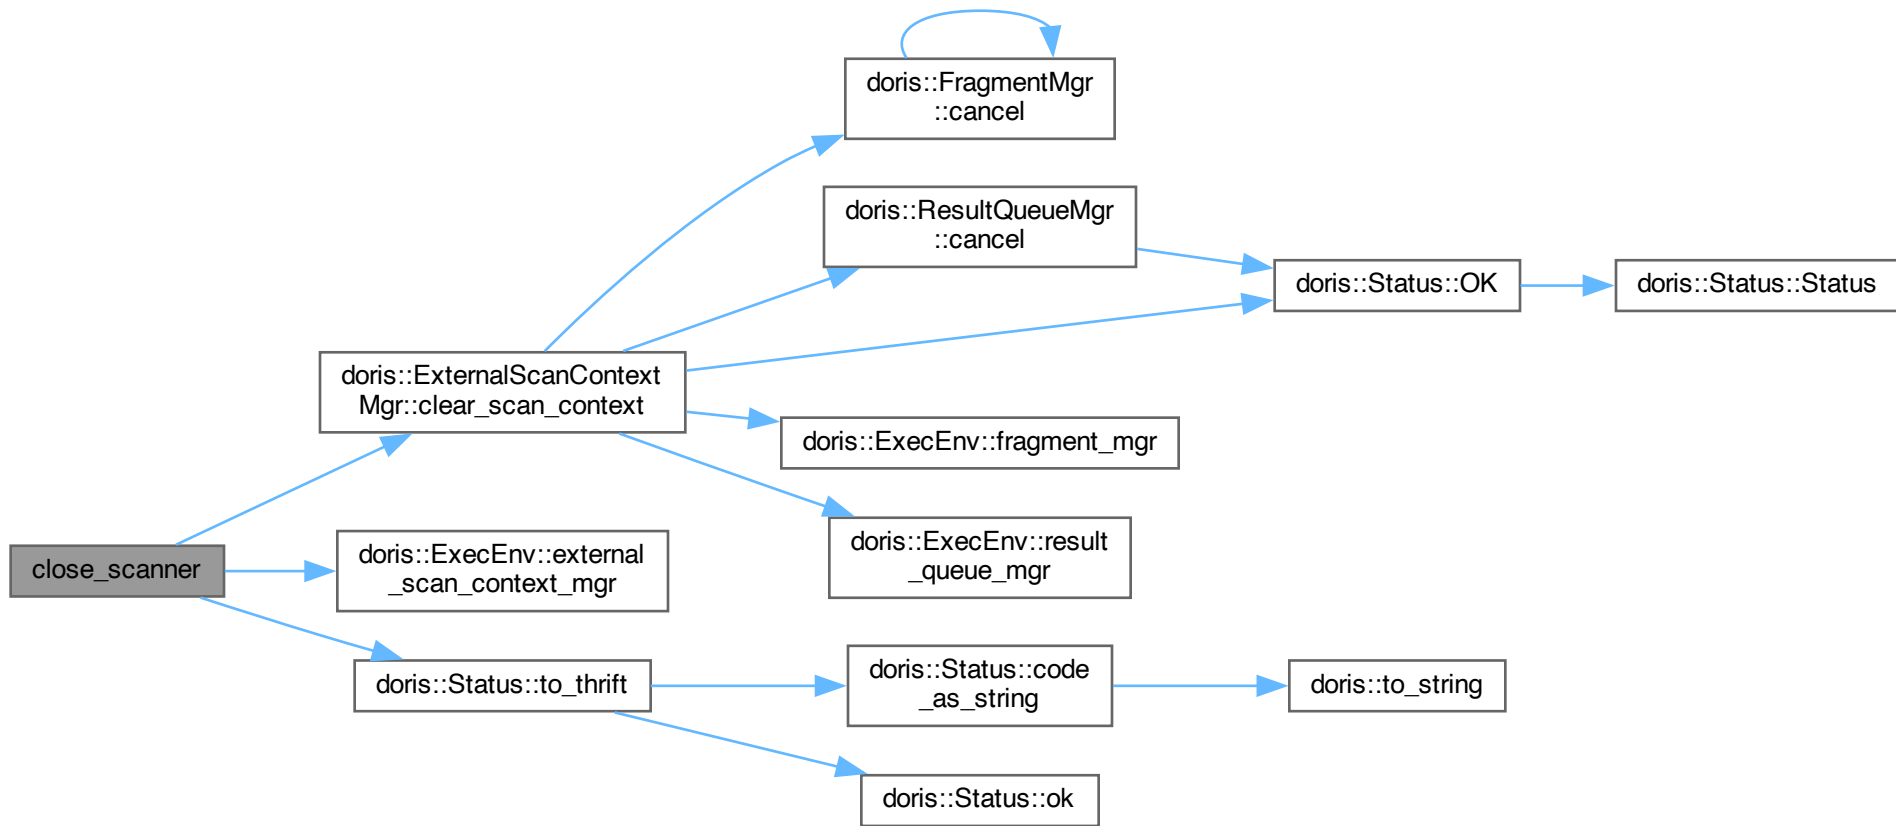 doris::FragmentMgr
::cancel
doris::ResultQueueMgr
::cancel
doris::Status::OK
doris::Status::Status
doris::ExternalScanContext
Mgr::clear_scan_context
doris::ExecEnv::fragment_mgr
doris::ExecEnv::result
_queue_mgr
close_scanner
doris::ExecEnv::external
_scan_context_mgr
doris::Status::to_thrift
doris::Status::code
_as_string
doris::to_string
doris::Status::ok